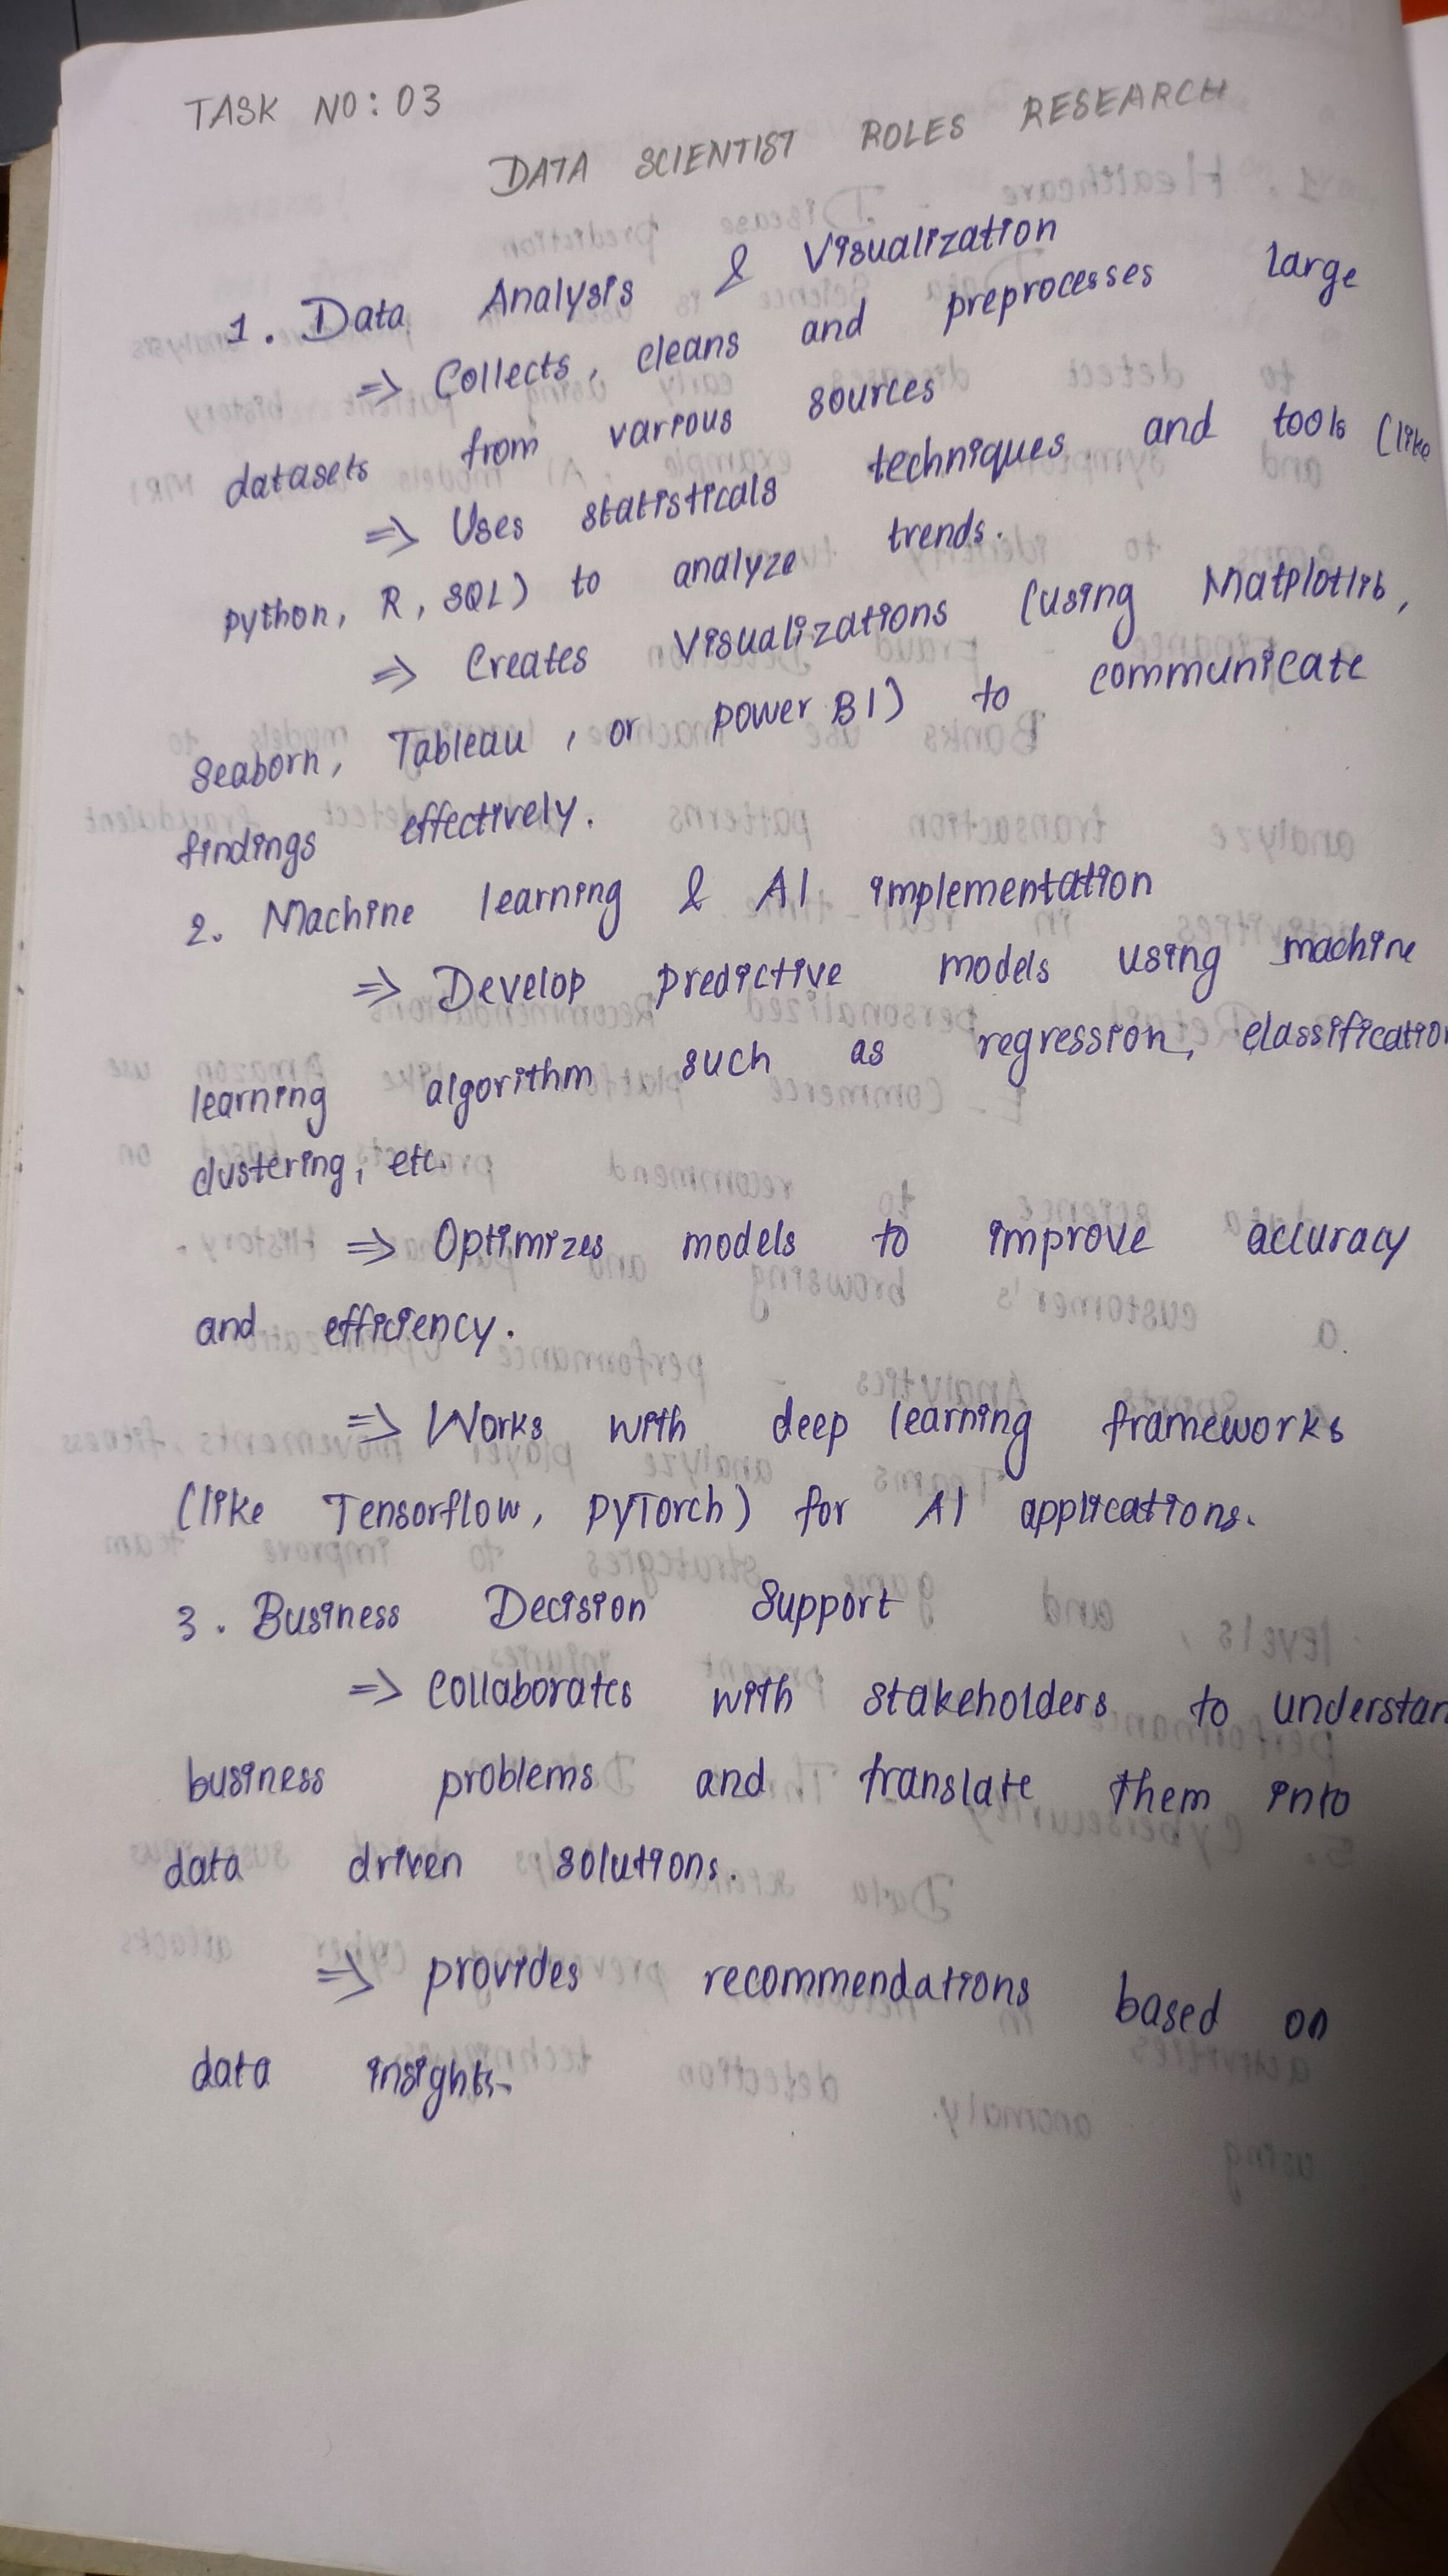 TASK NO: 03
DATA SCIENTIST ROLES RESEARCH
1. Data Analysis & Visualization
⇒ Collects, cleans and preprocesses large
datasets from various sources
⇒ Uses statisticals techniques and tools (like
python, R, SQL) to analyze trends.
⇒ Creates Visualizations (using Matplotlib,
Seaborn, Tableau, or power BI) to communicate
findings effectively.
2. Machine learning & AI implementation
⇒ Develop predictive models using machine
learning algorithm such as regression, classification
clustering, etc.
⇒ Optimizes models to improve accuracy
and efficiency.
⇒ Works with deep learning frameworks
(like Tensorflow, PyTorch) for AI applications.
3. Business Decision Support
⇒ Collaborates with stakeholders to understan
business problems and translate them into
data driven solutions.
⇒ provides recommendations based on
data insights.